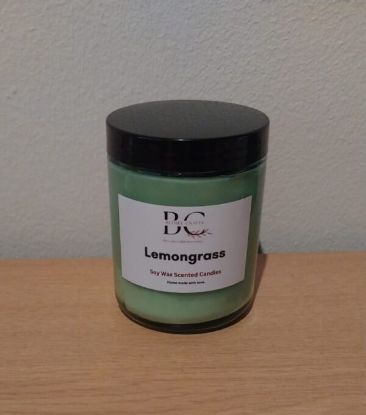 BC
Lemongrass
Soy Wax Scented Candles
Home made with love